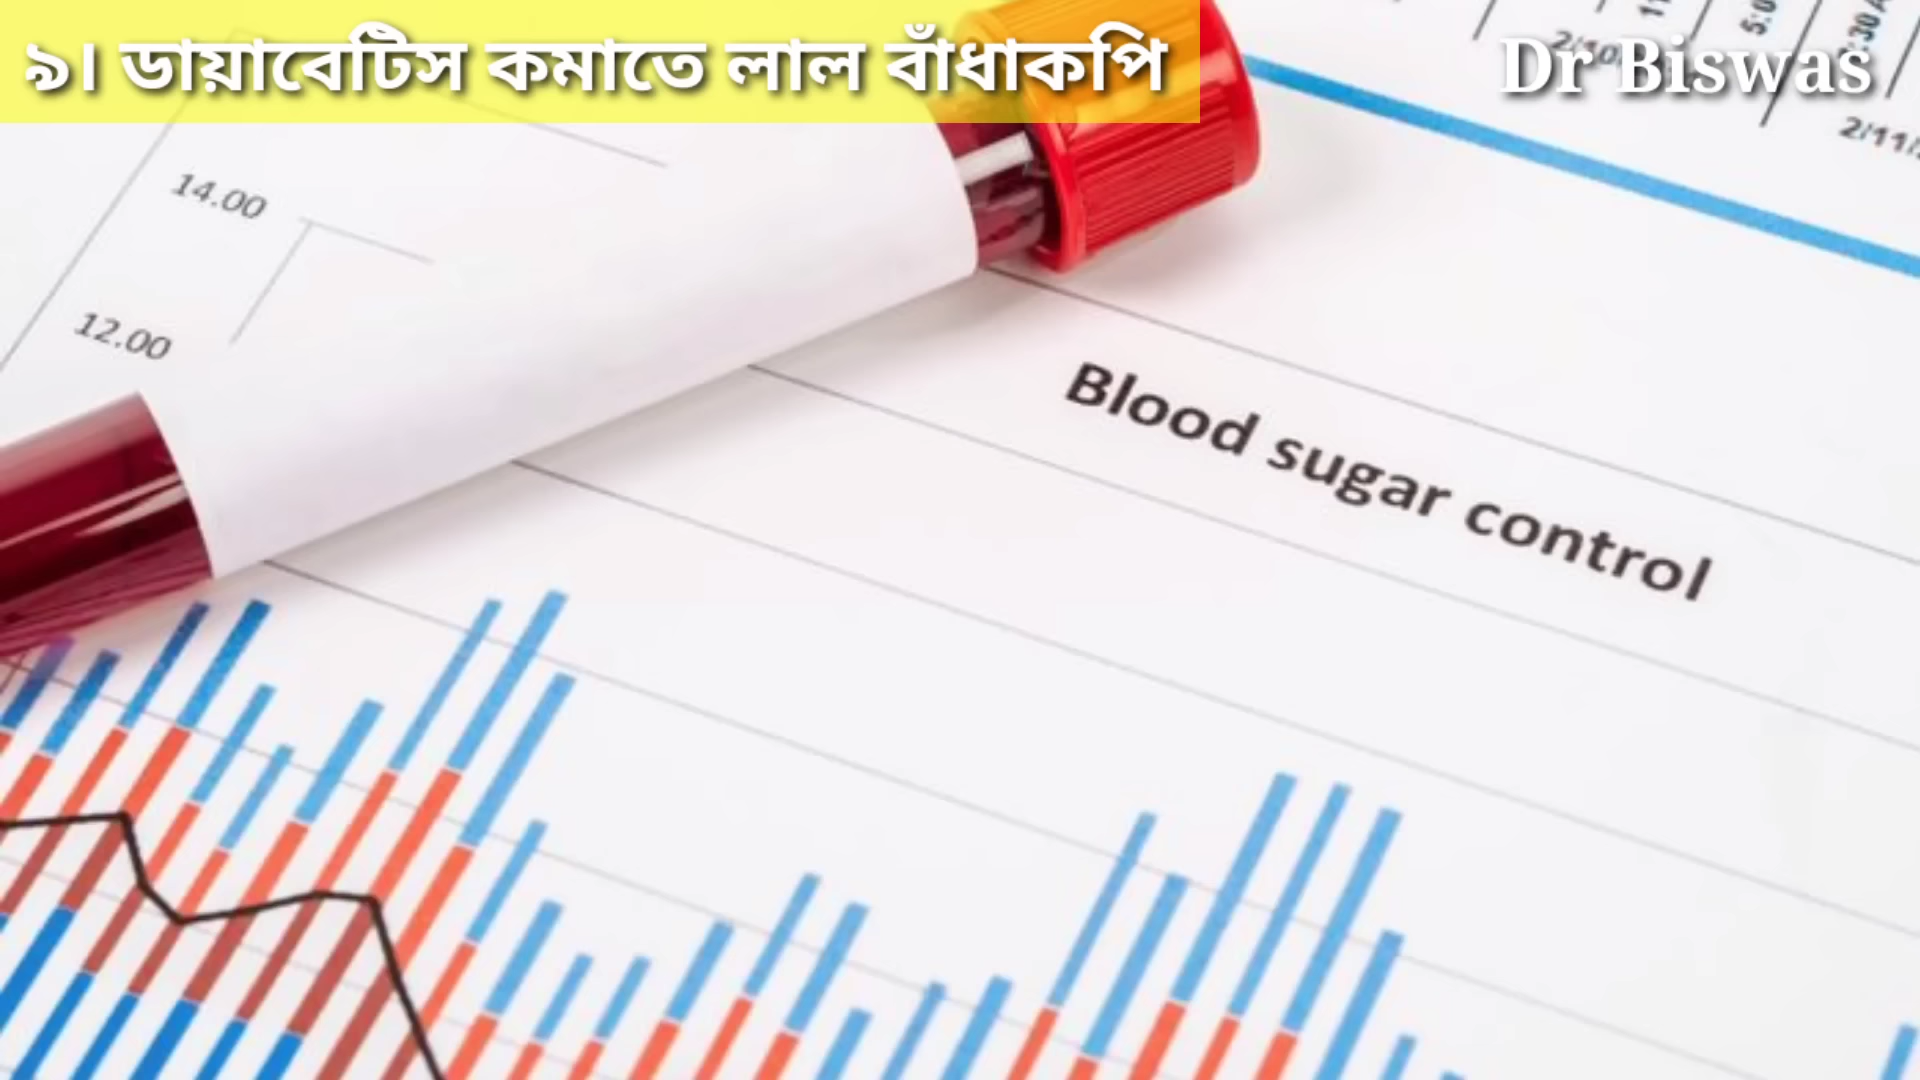 ৯। ডায়াবেটিস কমাতে লাল বাঁধাকপি
Dr Biswas
14.00
12.00
Blood sugar control